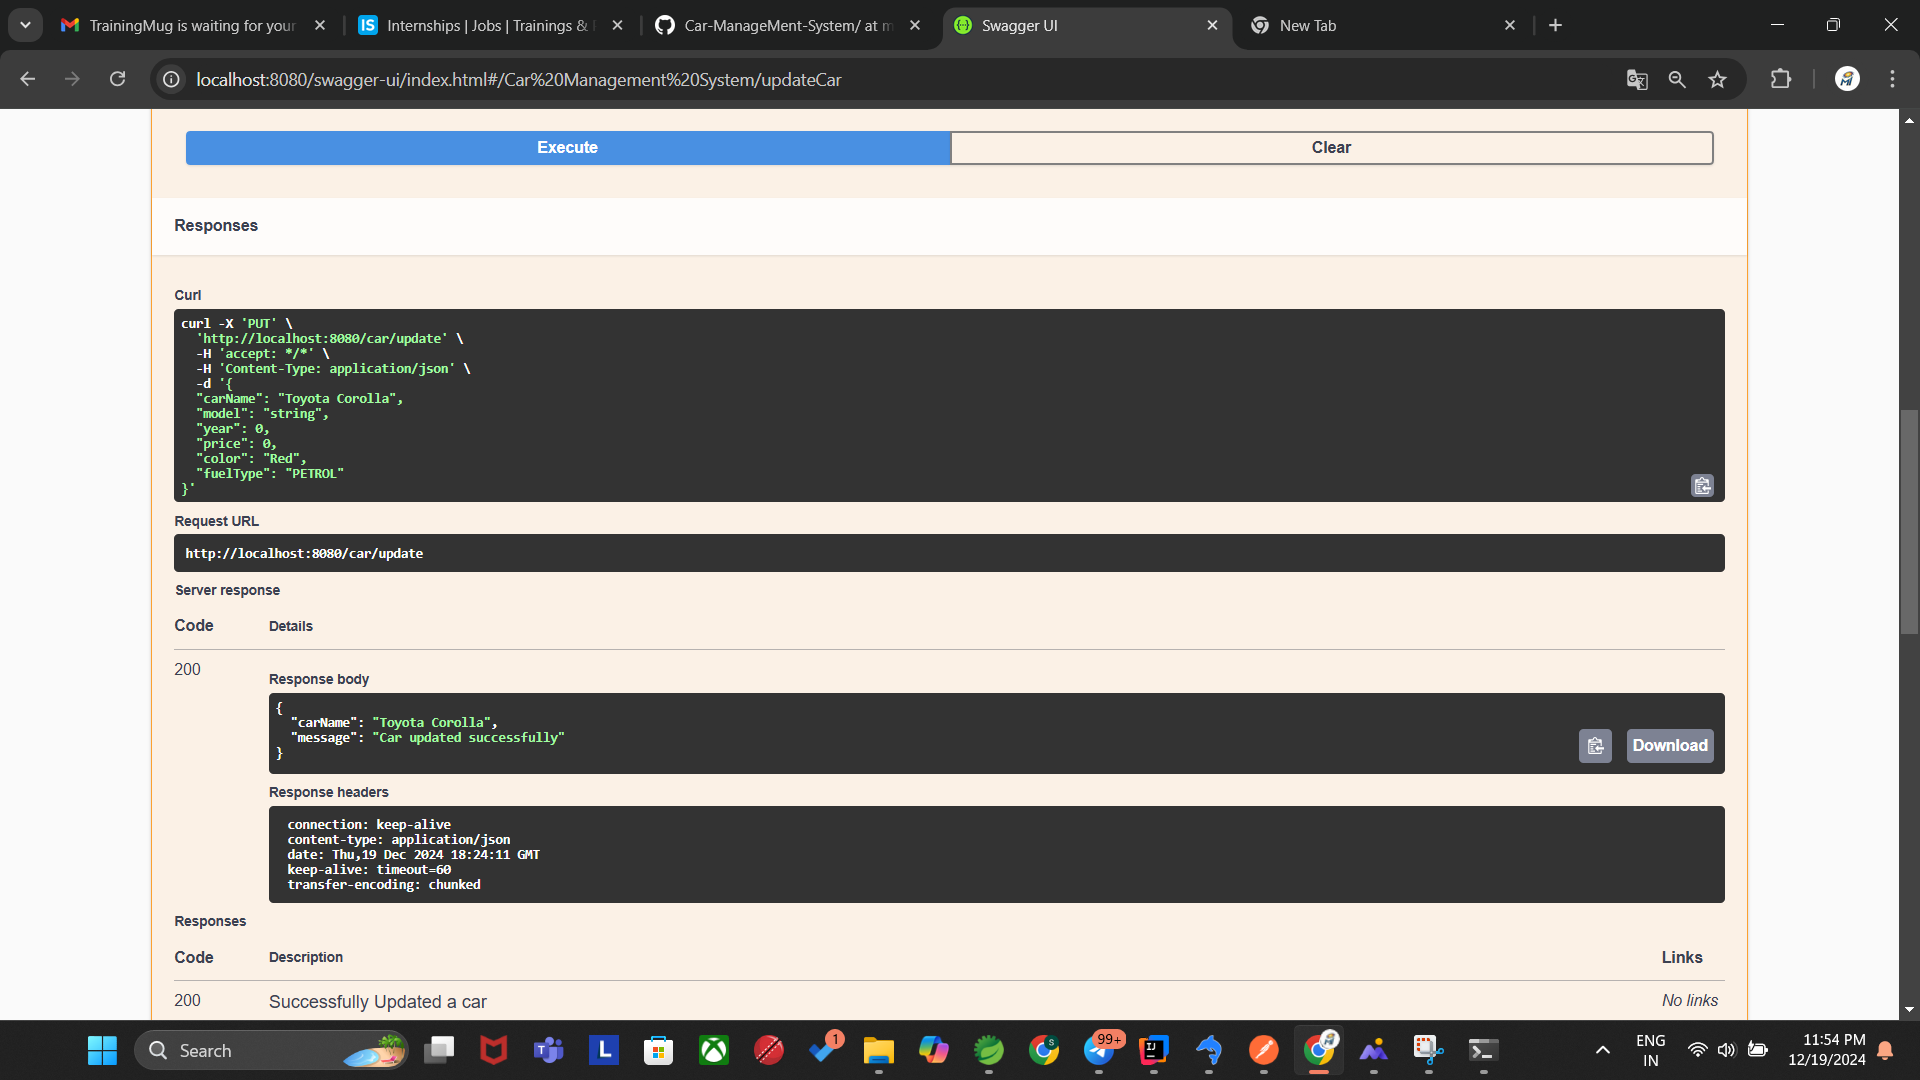 TrainingMug is waiting for your
Internships | Jobs | Trainings &
Car-ManageMent-System/ at m
Swagger UI
New Tab
localhost:8080/swagger-ui/index.html#/Car%20Management%20System/updateCar
Execute
Clear
Responses
Curl
curl -X 'PUT' \
'http://localhost:8080/car/update' \
-H 'accept: */*' \
-H 'Content-Type: application/json' \
-d '{
"carName": "Toyota Corolla",
"model": "string",
"year": 0,
"price": 0,
"color": "Red",
"fuelType": "PETROL"
}'
Request URL
http://localhost:8080/car/update
Server response
Code Details
200
Response body
{
"carName": "Toyota Corolla",
"message": "Car updated successfully"
}
Download
Response headers
connection: keep-alive
content-type: application/json
date: Thu,19 Dec 2024 18:24:11 GMT
keep-alive: timeout=60
transfer-encoding: chunked
Responses
Code Description Links
200 Successfully Updated a car No links
Search
1
99+
ENG
IN
11:54 PM
12/19/2024